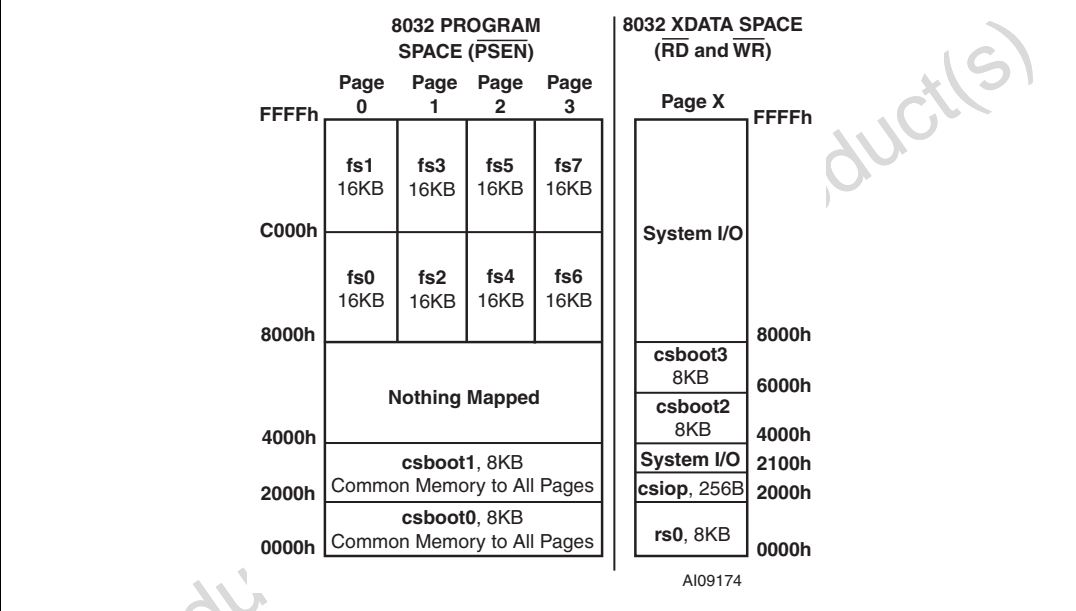 8032 PROGRAM
SPACE (PSEN)
Page 0
Page 1
Page 2
Page 3
FFFFh
fs1
16KB
fs3
16KB
fs5
16KB
fs7
16KB
C000h
fs0
16KB
fs2
16KB
fs4
16KB
fs6
16KB
8000h
Nothing Mapped
4000h
csboot1, 8KB
Common Memory to All Pages
2000h
csboot0, 8KB
Common Memory to All Pages
0000h
8032 XDATA SPACE
(RD and WR)
Page X
FFFFh
System I/O
8000h
csboot3
8KB
6000h
csboot2
8KB
4000h
System I/O
2100h
csiop, 256B
2000h
rs0, 8KB
0000h
AI09174